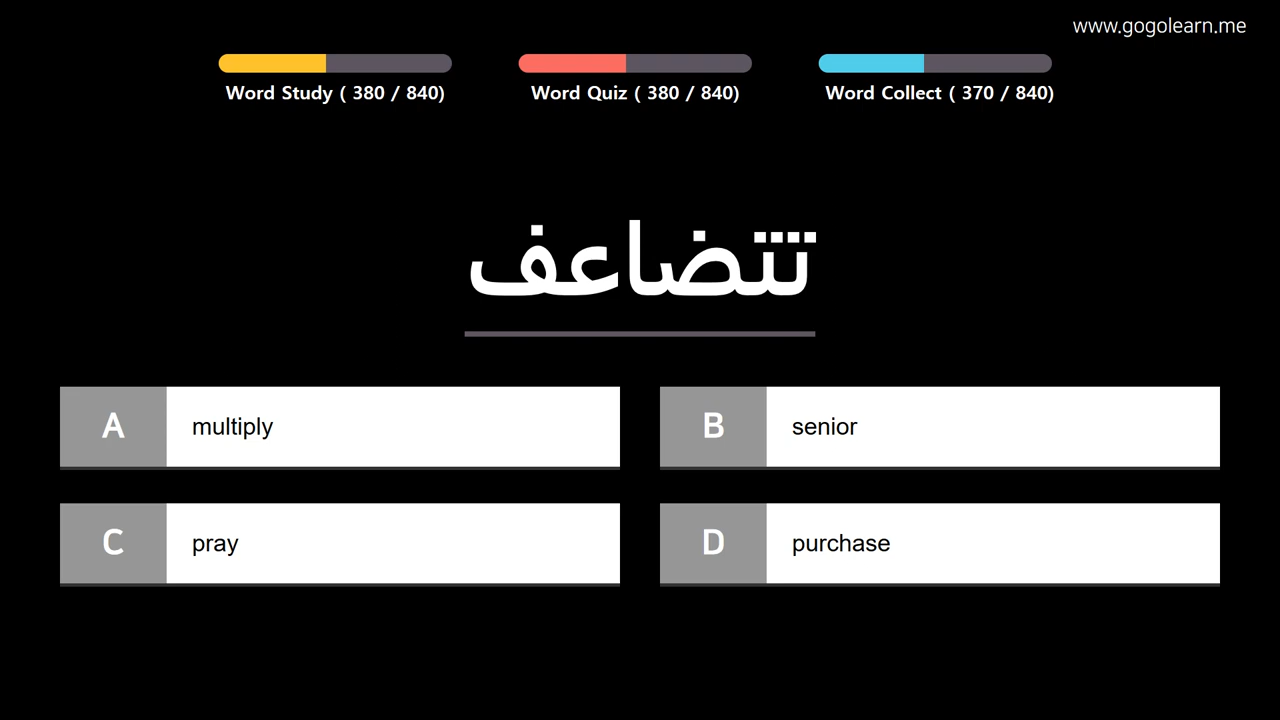 www.gogolearn.me
Word Study ( 380 / 840)
Word Quiz ( 380 / 840)
Word Collect ( 370 / 840)
تتضاعف
A multiply
B senior
C pray
D purchase